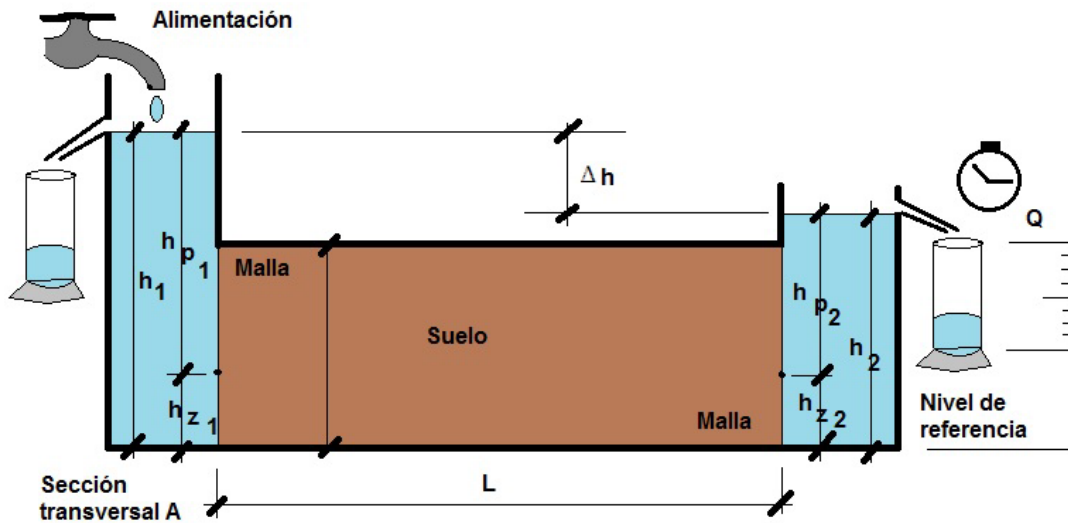 Alimentación
Δh
Q
h p 1
Malla
h 1
h p 2
Suelo
h 2
h z 1
h z 2
Malla
Nivel de
referencia
Sección
transversal A
L